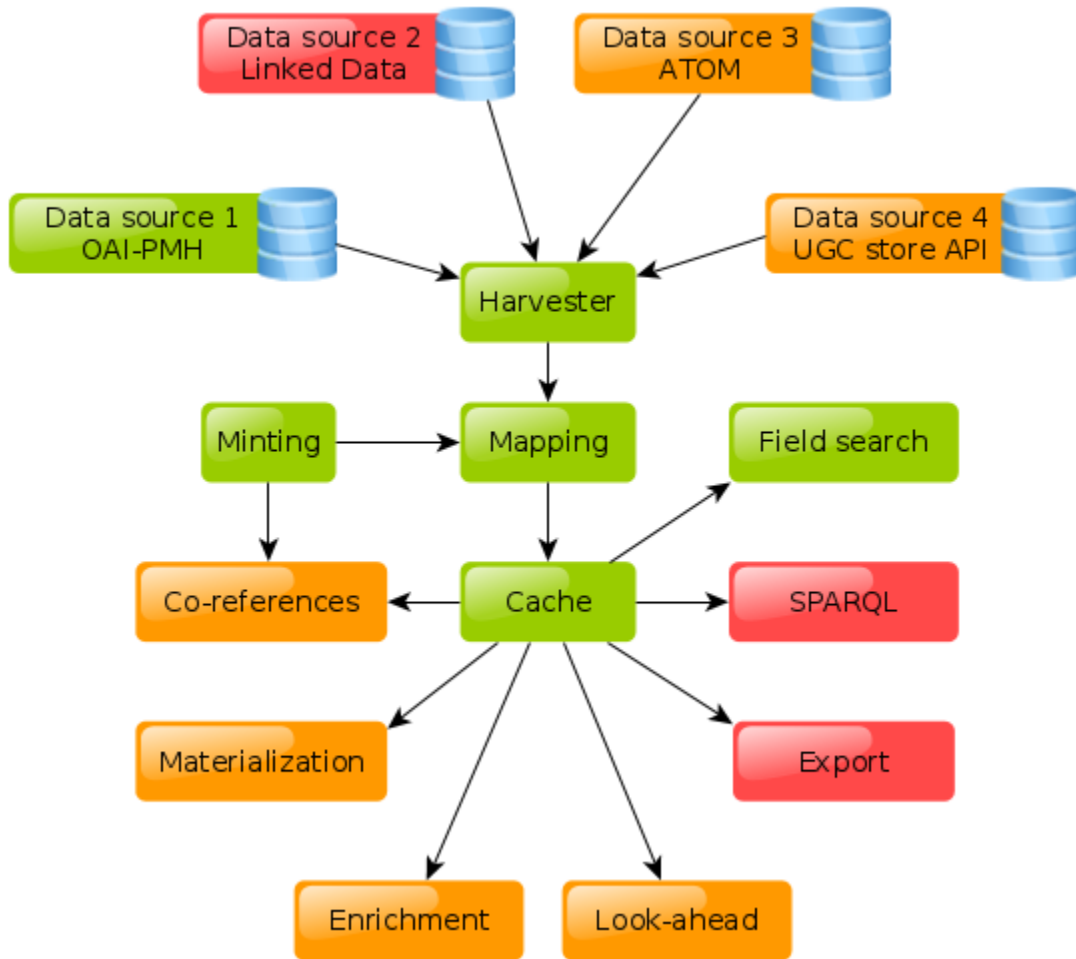 Data source 2
Linked Data
Data source 3
ATOM
Data source 1
OAI-PMH
Data source 4
UGC store API
Harvester
Minting
Mapping
Field search
Co-references
Cache
SPARQL
Materialization
Export
Enrichment
Look-ahead